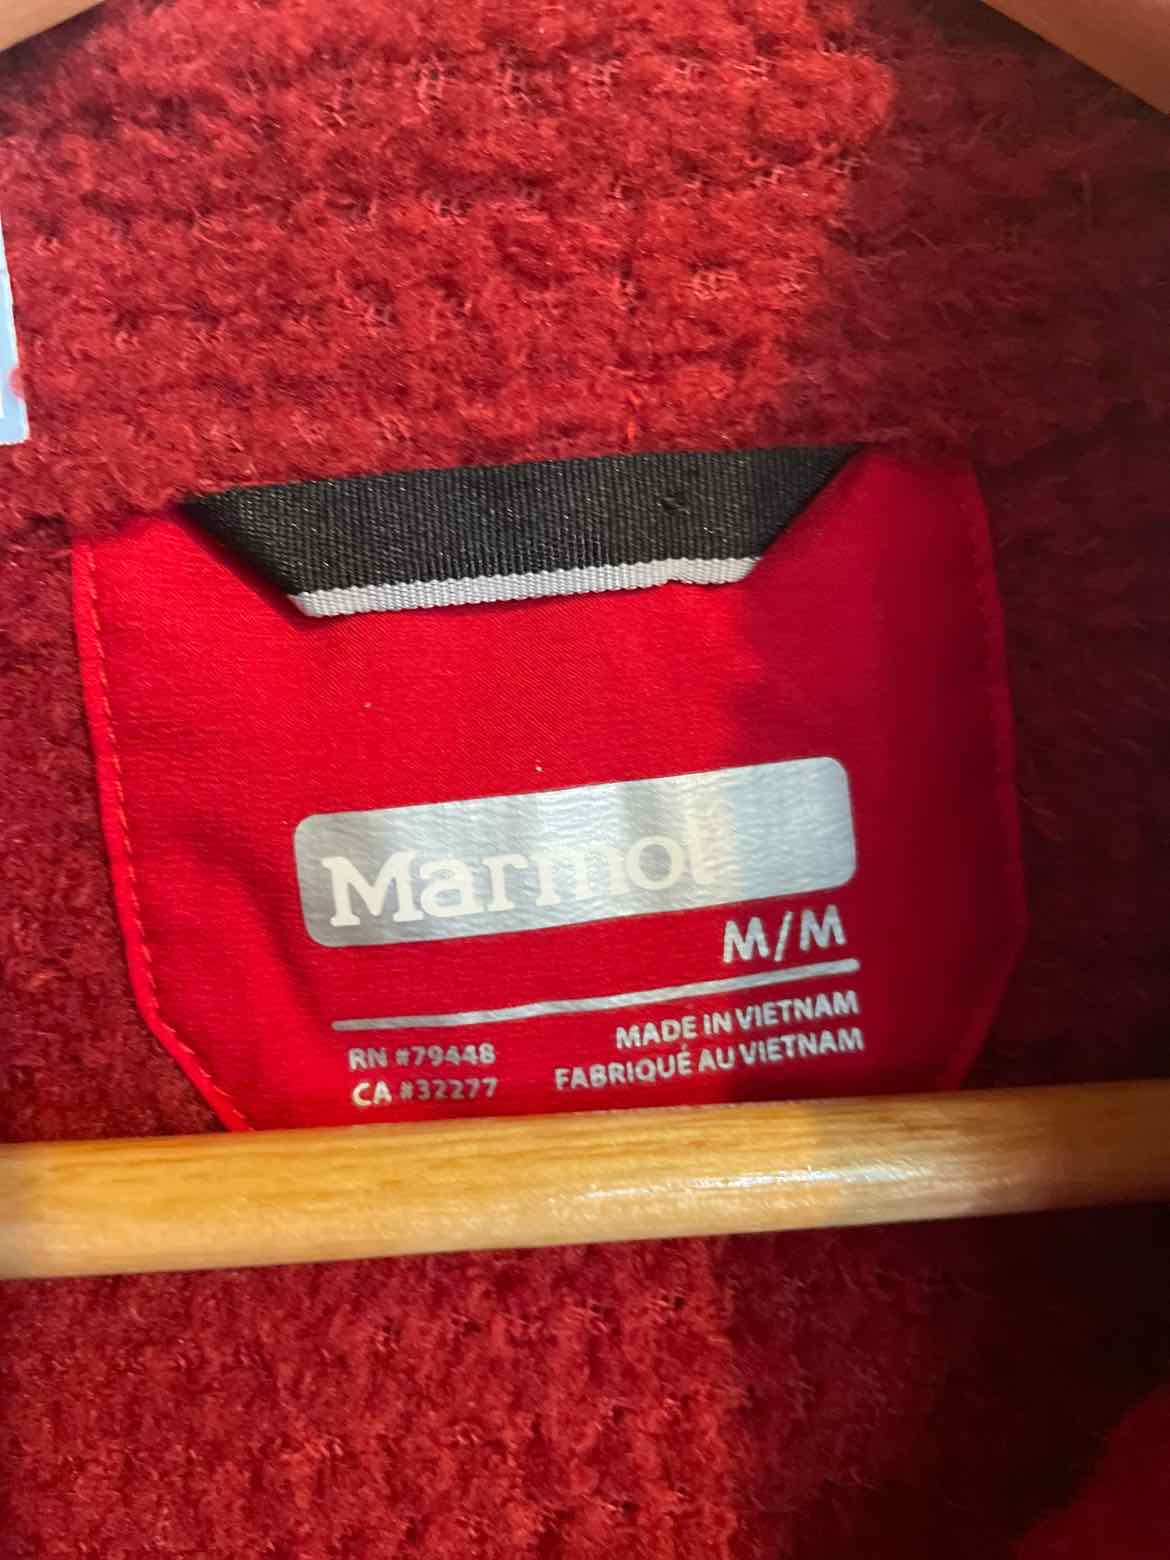 Marmot
M/M
RN #79448
CA #32277
MADE IN VIETNAM
FABRIQUÉ AU VIETNAM